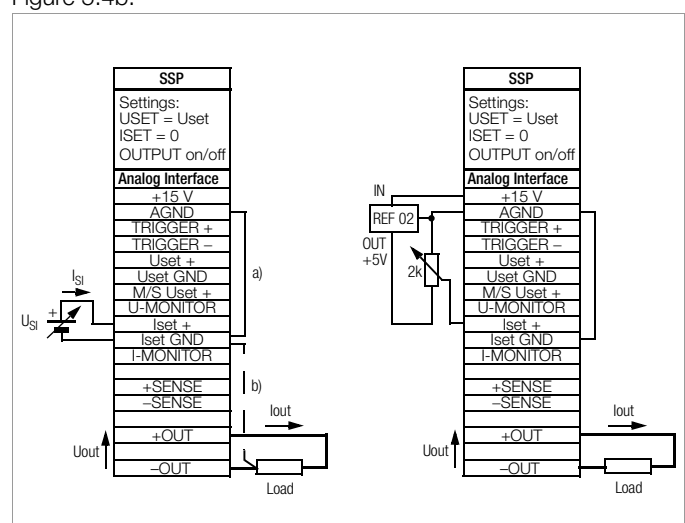 Figure 5.4b.
SSP
Settings:
USET = Uset
ISET = 0
OUTPUT on/off
Analog Interface
+15 V
AGND
TRIGGER +
TRIGGER –
Uset +
Uset GND
M/S Uset +
U-MONITOR
Iset +
Iset GND
I-MONITOR
+SENSE
–SENSE
+OUT
–OUT
ISI
USI
+
a)
b)
Iout
Uout
Load
SSP
Settings:
USET = Uset
ISET = 0
OUTPUT on/off
Analog Interface
+15 V
AGND
TRIGGER +
TRIGGER –
Uset +
Uset GND
M/S Uset +
U-MONITOR
Iset +
Iset GND
I-MONITOR
+SENSE
–SENSE
+OUT
–OUT
IN
REF 02
OUT
+5V
2k
Iout
Uout
Load